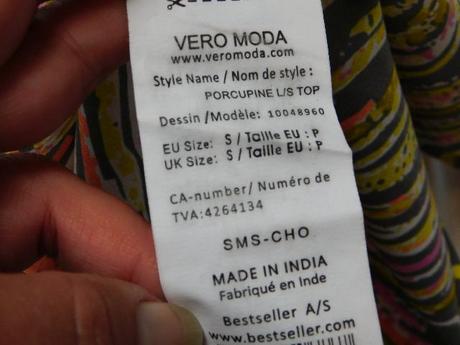 VERO MODA
www.veromoda.com
Style Name / Nom de style :
PORCUPINE L/S TOP
Dessin /Modèle: 10048960
EU Size: S / Taille EU : P
UK Size: S / Taille EU : P
CA-number/ Numéro de
TVA:4264134
SMS-CHO
MADE IN INDIA
Fabriqué en Inde
Bestseller A/S
www.bestseller.com